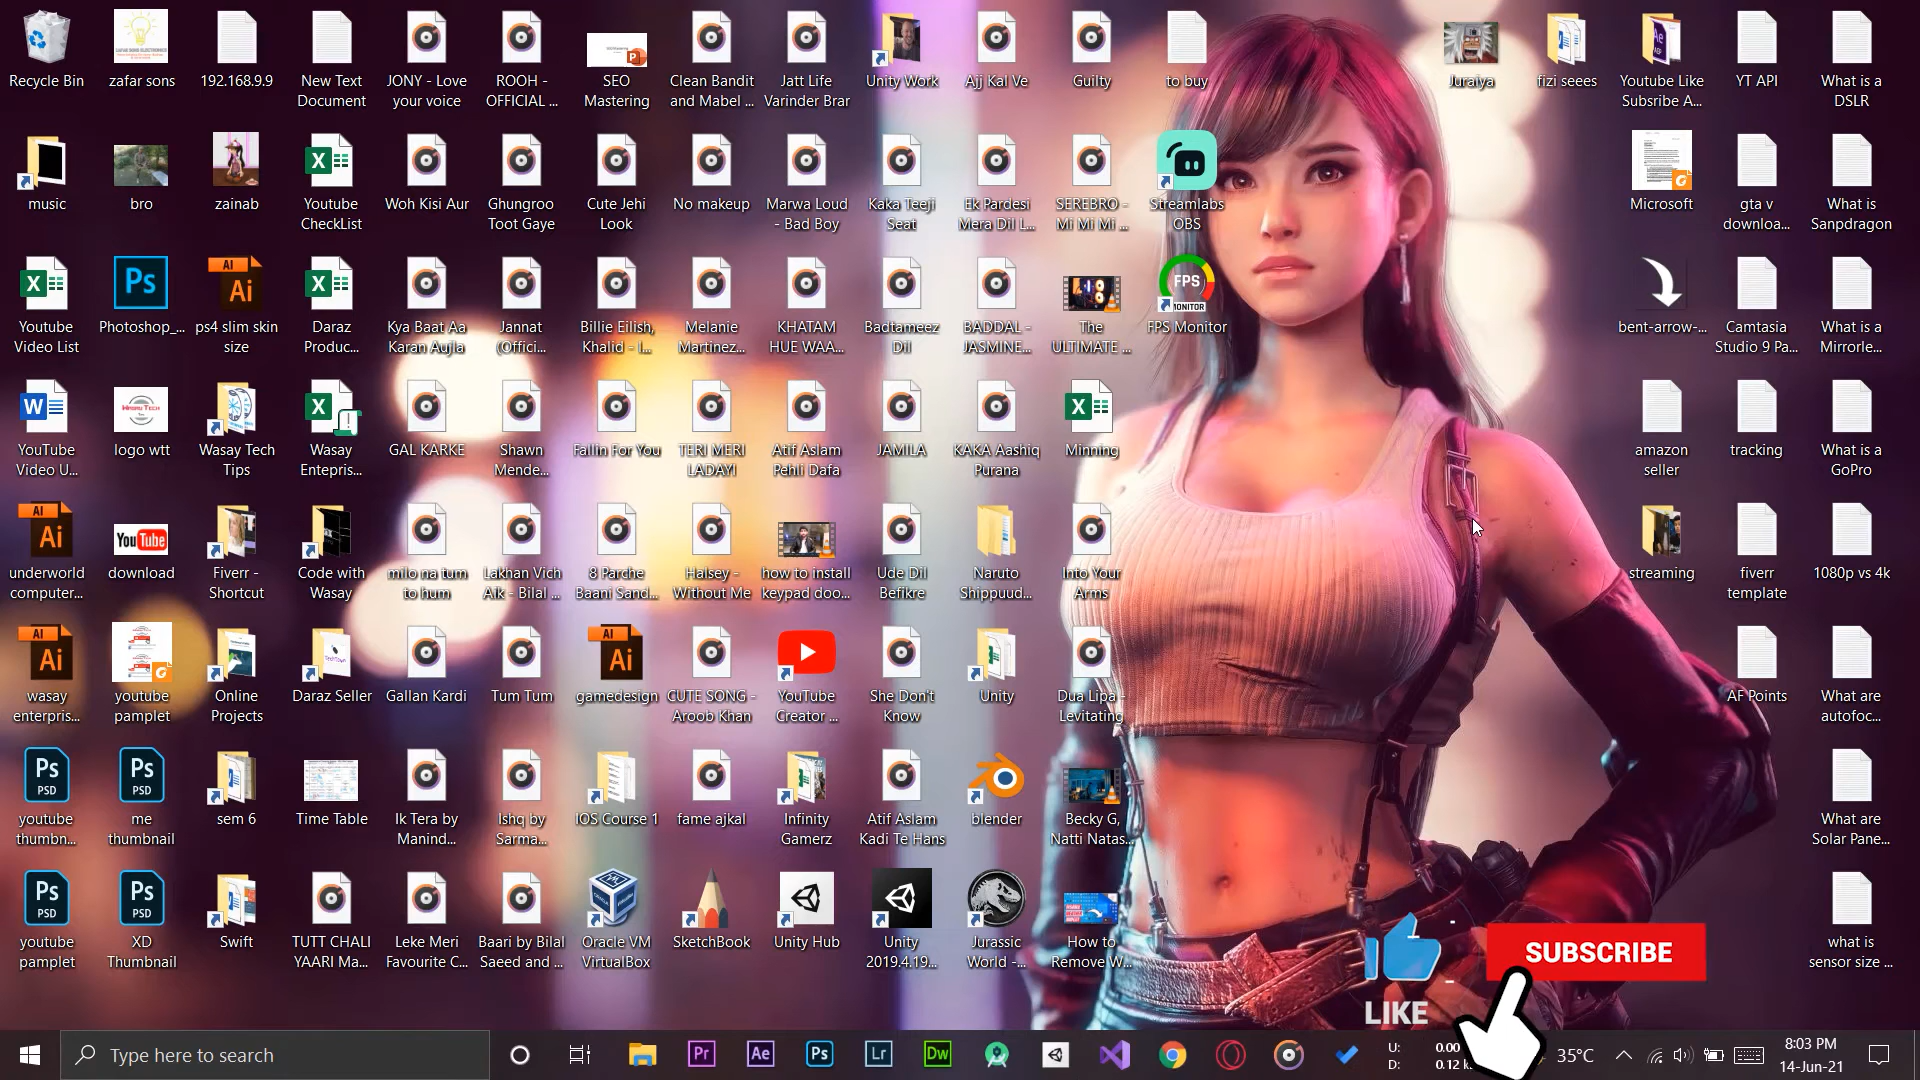 Recycle Bin
zafar sons
192.168.9.9
New Text
Document
JONY - Love
your voice
ROOH -
OFFICIAL ...
SEO
Mastering
Clean Bandit
and Mabel ...
Jatt Life
Varinder Brar
Unity Work
Ajj Kal Ve
Guilty
to buy
Juraiya
fizi seees
Youtube Like
Subsribe A...
YT API
What is a
DSLR
music
bro
zainab
Youtube
CheckList
Woh Kisi Aur
Ghungroo
Toot Gaye
Cute Jehi
Look
No makeup
Marwa Loud
- Bad Boy
Kaka Teeji
Seat
Ek Pardesi
Mera Dil L...
SEREBRO -
Mi Mi Mi ...
Streamlabs
OBS
Microsoft
gta v
downloa...
What is
Sanpdragon
Youtube
Video List
Photoshop_...
ps4 slim skin
size
Daraz
Produc...
Kya Baat Aa
Karan Aujla
Jannat
(Offici...
Billie Eilish,
Khalid - l...
Melanie
Martinez...
KHATAM
HUE WAA...
Badtameez
Dil
BADDAL -
JASMINE...
The
ULTIMATE ...
FPS
MONITOR
FPS Monitor
bent-arrow-...
Camtasia
Studio 9 Pa...
What is a
Mirrorle...
YouTube
Video U...
logo wtt
Wasay Tech
Tips
Wasay
Entepris...
GAL KARKE
Shawn
Mende...
Fallin For You
TERI MERI
LADAYI
Atif Aslam
Pehli Dafa
JAMILA
KAKA Aashiq
Purana
Minning
amazon
seller
tracking
What is a
GoPro
underworld
computer...
YouTube
download
Fiverr -
Shortcut
Code with
Wasay
milo na tum
to hum
Lakhan Vich
Aik - Bilal ...
8 Parche
Baani Sand...
Halsey -
Without Me
how to install
keypad doo...
Ude Dil
Befikre
Naruto
Shippuud...
Into Your
Arms
streaming
fiverr
template
1080p vs 4k
wasay
enterpris...
youtube
pamplet
Online
Projects
Daraz Seller
Gallan Kardi
Tum Tum
gamedesign
CUTE SONG -
Aroob Khan
YouTube
Creator ...
She Don't
Know
Unity
Dua Lipa -
Levitating
AF Points
What are
autofoc...
youtube
thumbn...
me
thumbnail
sem 6
Time Table
Ik Tera by
Manind...
Ishq by
Sarma...
IOS Course 1
fame ajkal
Infinity
Gamerz
Atif Aslam
Kadi Te Hans
blender
Becky G,
Natti Natas...
What are
Solar Pane...
youtube
pamplet
XD
Thumbnail
Swift
TUTT CHALI
YAARI Ma...
Leke Meri
Favourite C...
Baari by Bilal
Saeed and ...
Oracle VM
VirtualBox
SketchBook
Unity Hub
Unity
2019.4.19...
Jurassic
World -...
How to
Remove W...
what is
sensor size ...
LIKE
SUBSCRIBE
Type here to search
U:
D:
0.00
0.12 k
35°C
8:03 PM
14-Jun-21